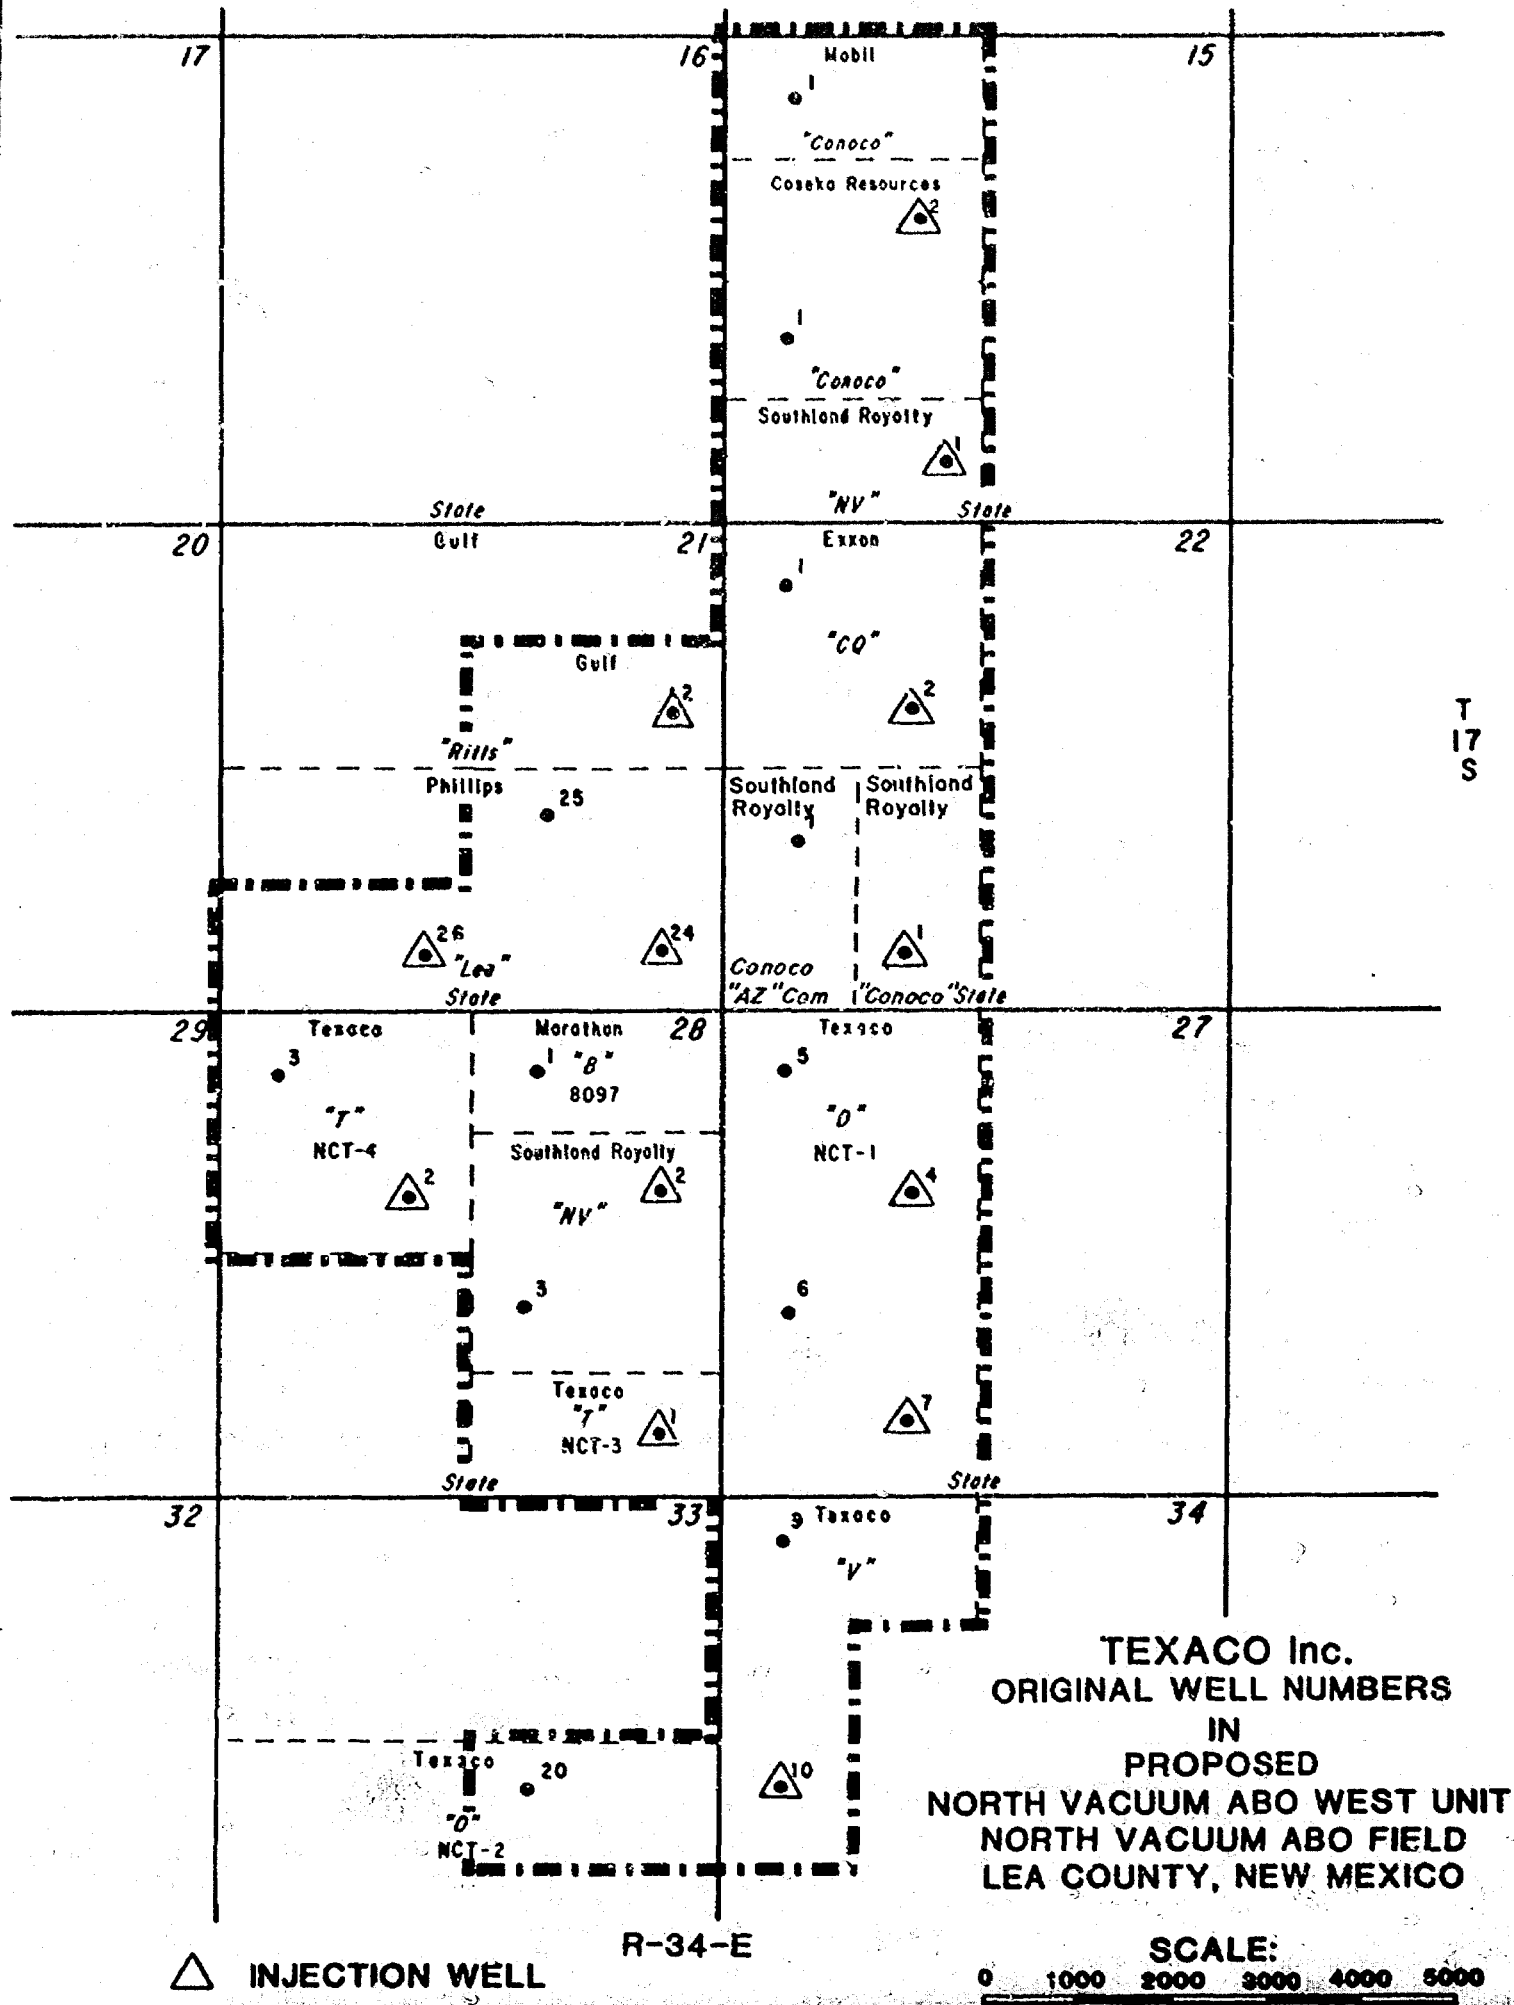 17
16
15
Mobil
1
"Conoco"
Coseka Resources
2
1
"Conoco"
Southland Royalty
1
"NV"
State
State
20
Gulf
21
Exxon
22
1
"CQ"
Gulf
2
2
"Rills"
Phillips
25
Southland
Royalty
1
Southland
Royalty
T
17
S
26
"Lea"
24
1
State
Conoco
"AZ" Com
"Conoco" State
29
Texaco
Marathon
28
Texaco
27
3
1
"B"
8097
5
"T"
NCT-4
"O"
NCT-1
Southland Royalty
2
2
4
"NV"
3
6
Texaco
"T"
NCT-3
1
7
State
State
32
33
34
9
Texaco
"V"
Texaco
20
10
"O"
NCT-2
TEXACO Inc.
ORIGINAL WELL NUMBERS
IN
PROPOSED
NORTH VACUUM ABO WEST UNIT
NORTH VACUUM ABO FIELD
LEA COUNTY, NEW MEXICO
R-34-E
INJECTION WELL
SCALE:
0 1000 2000 3000 4000 5000